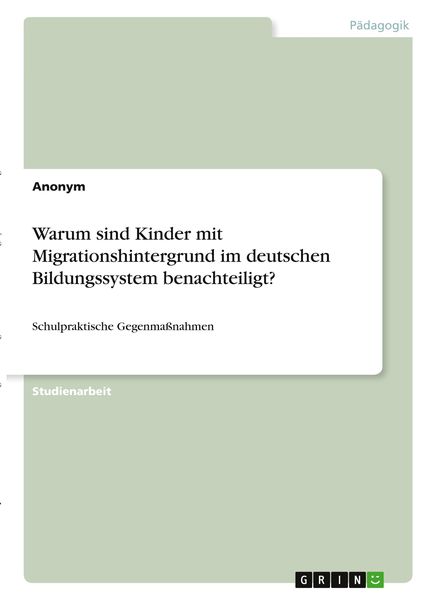 Pädagogik
Anonym
Warum sind Kinder mit
Migrationshintergrund im deutschen
Bildungssystem benachteiligt?
Schulpraktische Gegenmaßnahmen
Studienarbeit
GRIN